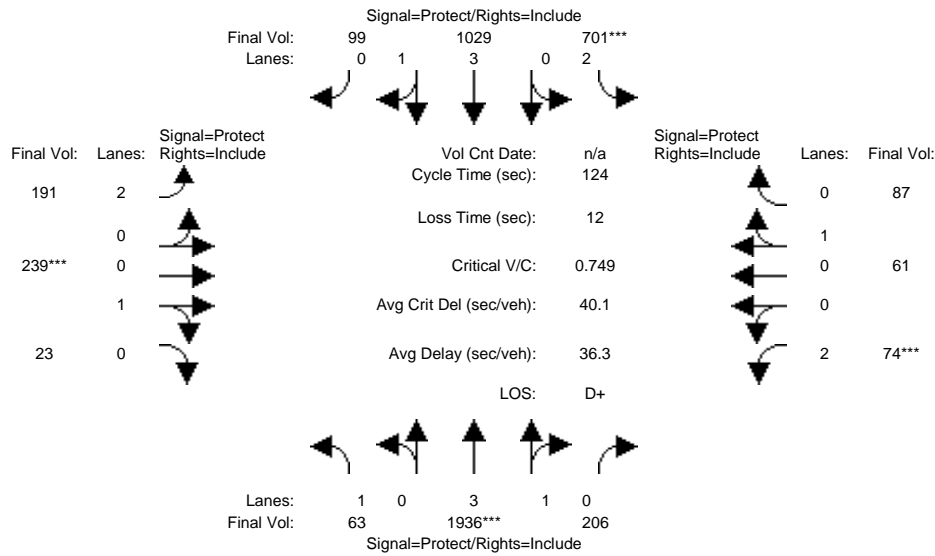 Signal=Protect/Rights=Include
Final Vol: 99 1029 701***
Lanes: 0 1 3 0 2
Signal=Protect
Final Vol: Lanes: Rights=Include
Vol Cnt Date: n/a
Signal=Protect
Rights=Include Lanes: Final Vol:
Cycle Time (sec): 124
191 2
0 87
Loss Time (sec): 12
0
1
239*** 0
Critical V/C: 0.749
0 61
1
Avg Crit Del (sec/veh): 40.1
0
23 0
Avg Delay (sec/veh): 36.3
2 74***
LOS: D+
Lanes: 1 0 3 1 0
Final Vol: 63 1936*** 206
Signal=Protect/Rights=Include